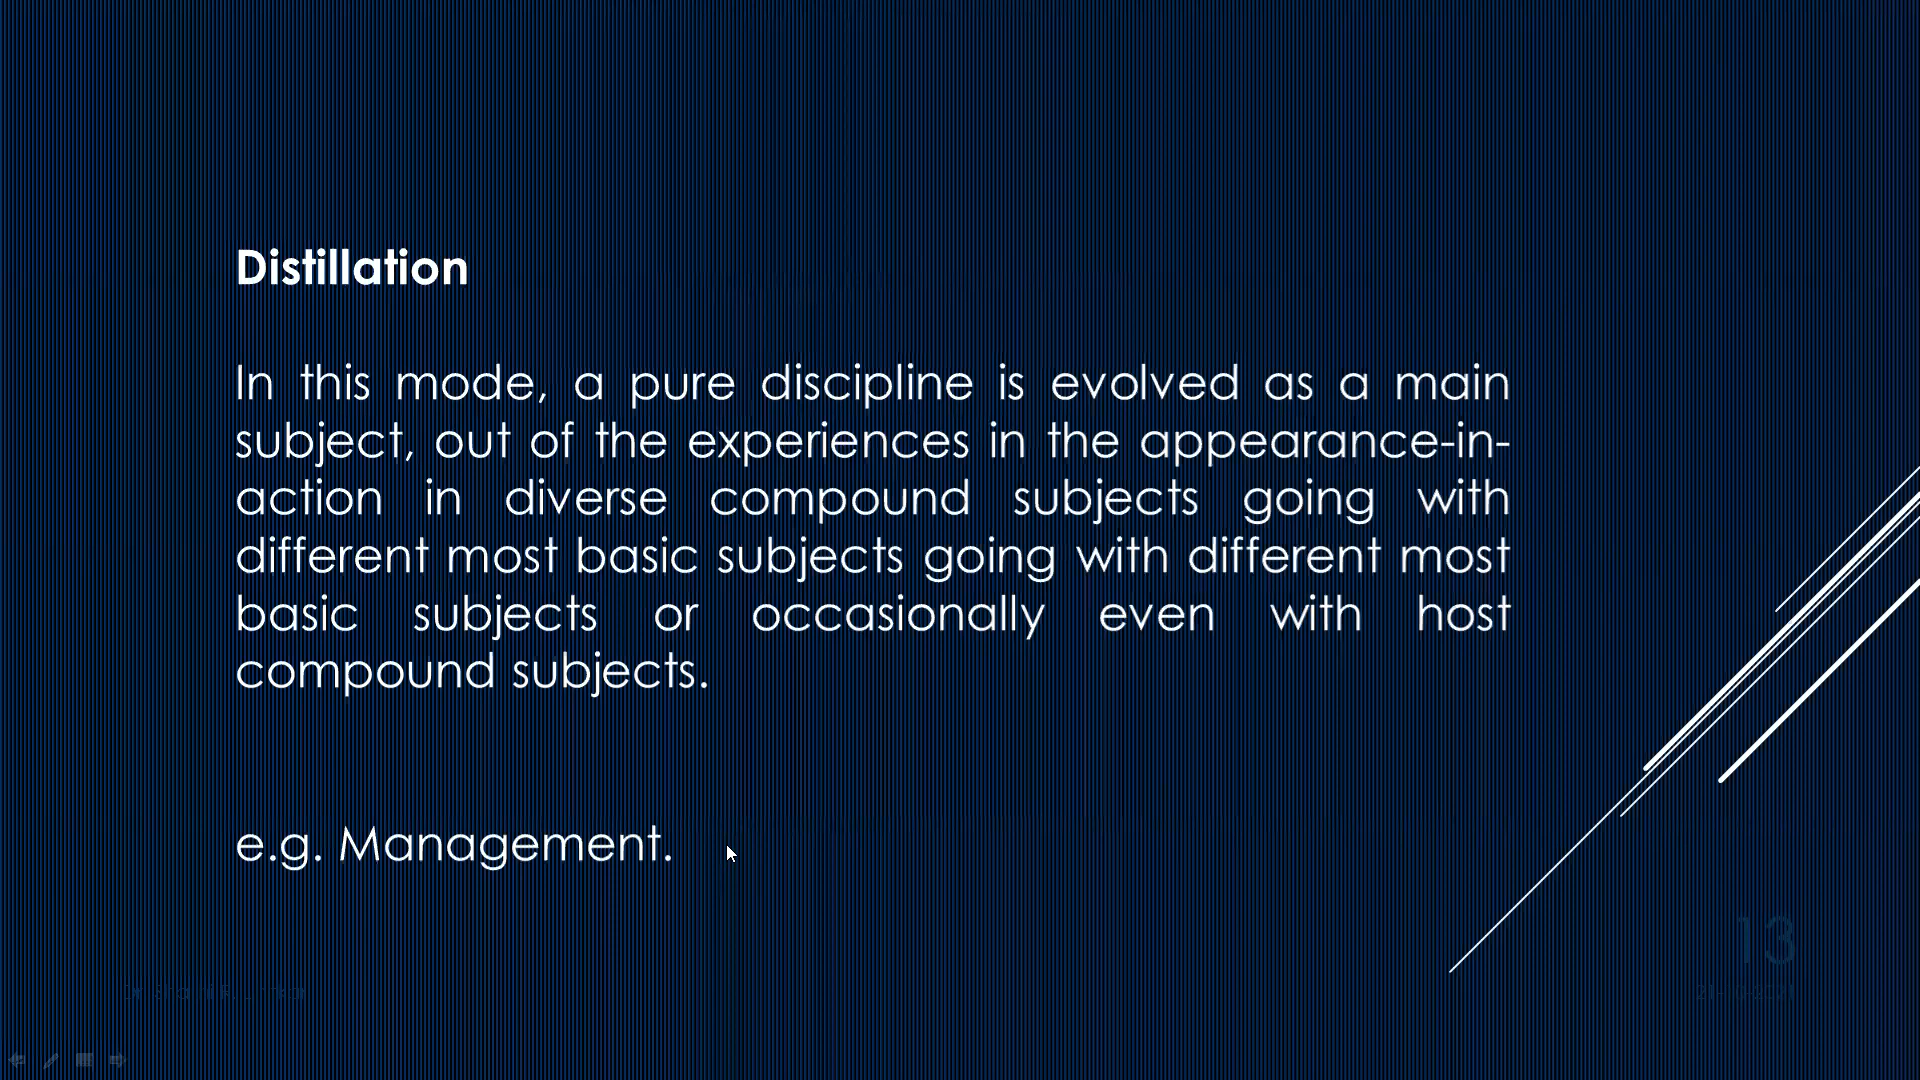 Distillation
In this mode, a pure discipline is evolved as a main
subject, out of the experiences in the appearance-in-
action in diverse compound subjects going with
different most basic subjects going with different most
basic subjects or occasionally even with host
compound subjects.
e.g. Management.
13